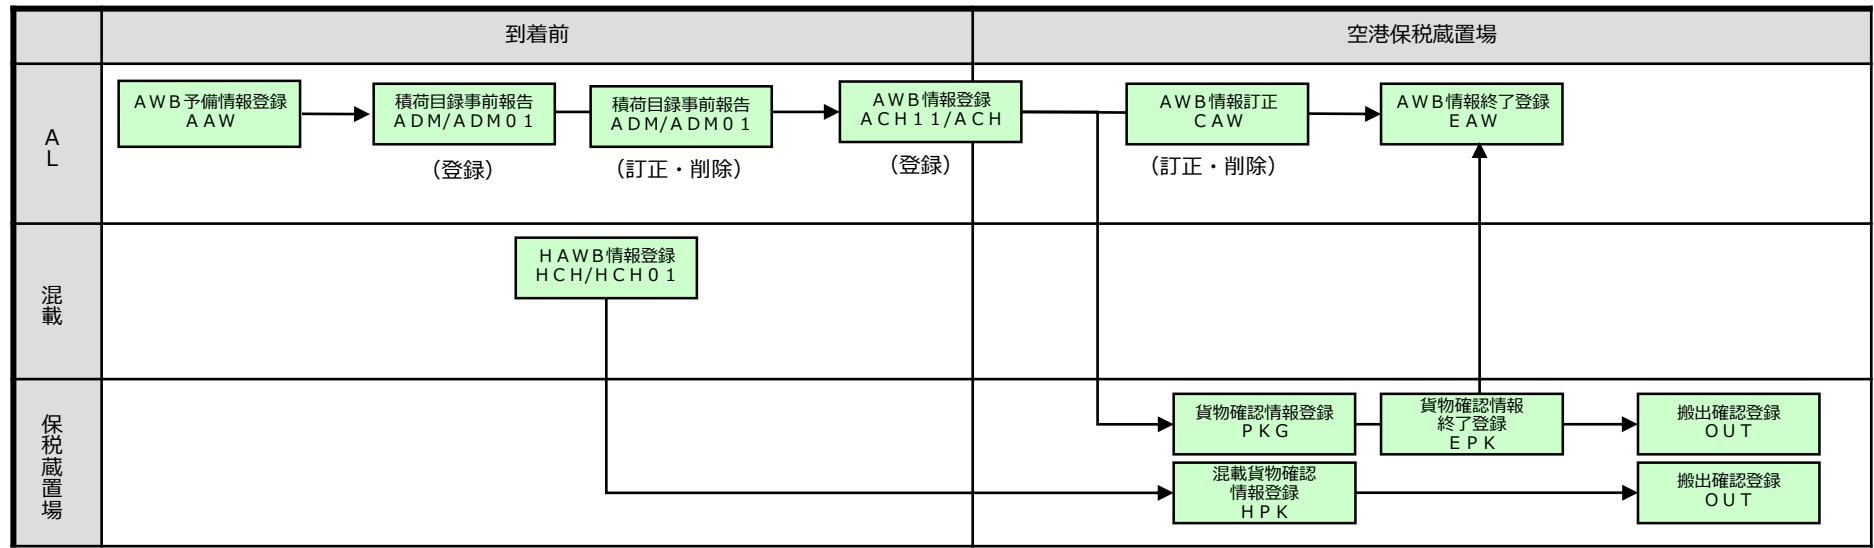 到着前
空港保税蔵置場
AL
ＡＷＢ予備情報登録
ＡＡＷ
積荷目録事前報告
ＡＤＭ/ＡＤＭ０１
（登録）
積荷目録事前報告
ＡＤＭ/ＡＤＭ０１
（訂正・削除）
ＡＷＢ情報登録
ＡＣＨ１１/ＡＣＨ
（登録）
ＡＷＢ情報訂正
ＣＡＷ
（訂正・削除）
ＡＷＢ情報終了登録
ＥＡＷ
混載
ＨＡＷＢ情報登録
ＨＣＨ/ＨＣＨ０１
保税蔵置場
貨物確認情報登録
ＰＫＧ
貨物確認情報
終了登録
ＥＰＫ
搬出確認登録
ＯＵＴ
混載貨物確認
情報登録
ＨＰＫ
搬出確認登録
ＯＵＴ